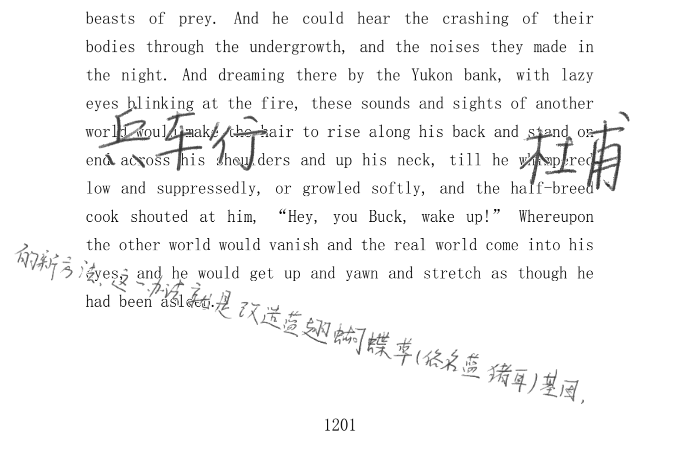 beasts of prey. And he could hear the crashing of their
bodies through the undergrowth, and the noises they made in
the night. And dreaming there by the Yukon bank, with lazy
eyes blinking at the fire, these sounds and sights of another
world would make the hair to rise along his back and stand on
兵车行 杜甫
end across his shoulders and up his neck, till he whimpered
low and suppressedly, or growled softly, and the half-breed
cook shouted at him, “Hey, you Buck, wake up!” Whereupon
the other world would vanish and the real world come into his
eyes, and he would get up and yawn and stretch as though he
had been asleep.
的新方法,这一办法就是改造蓝翅蝴蝶草(俗名蓝猪耳)基因,
1201